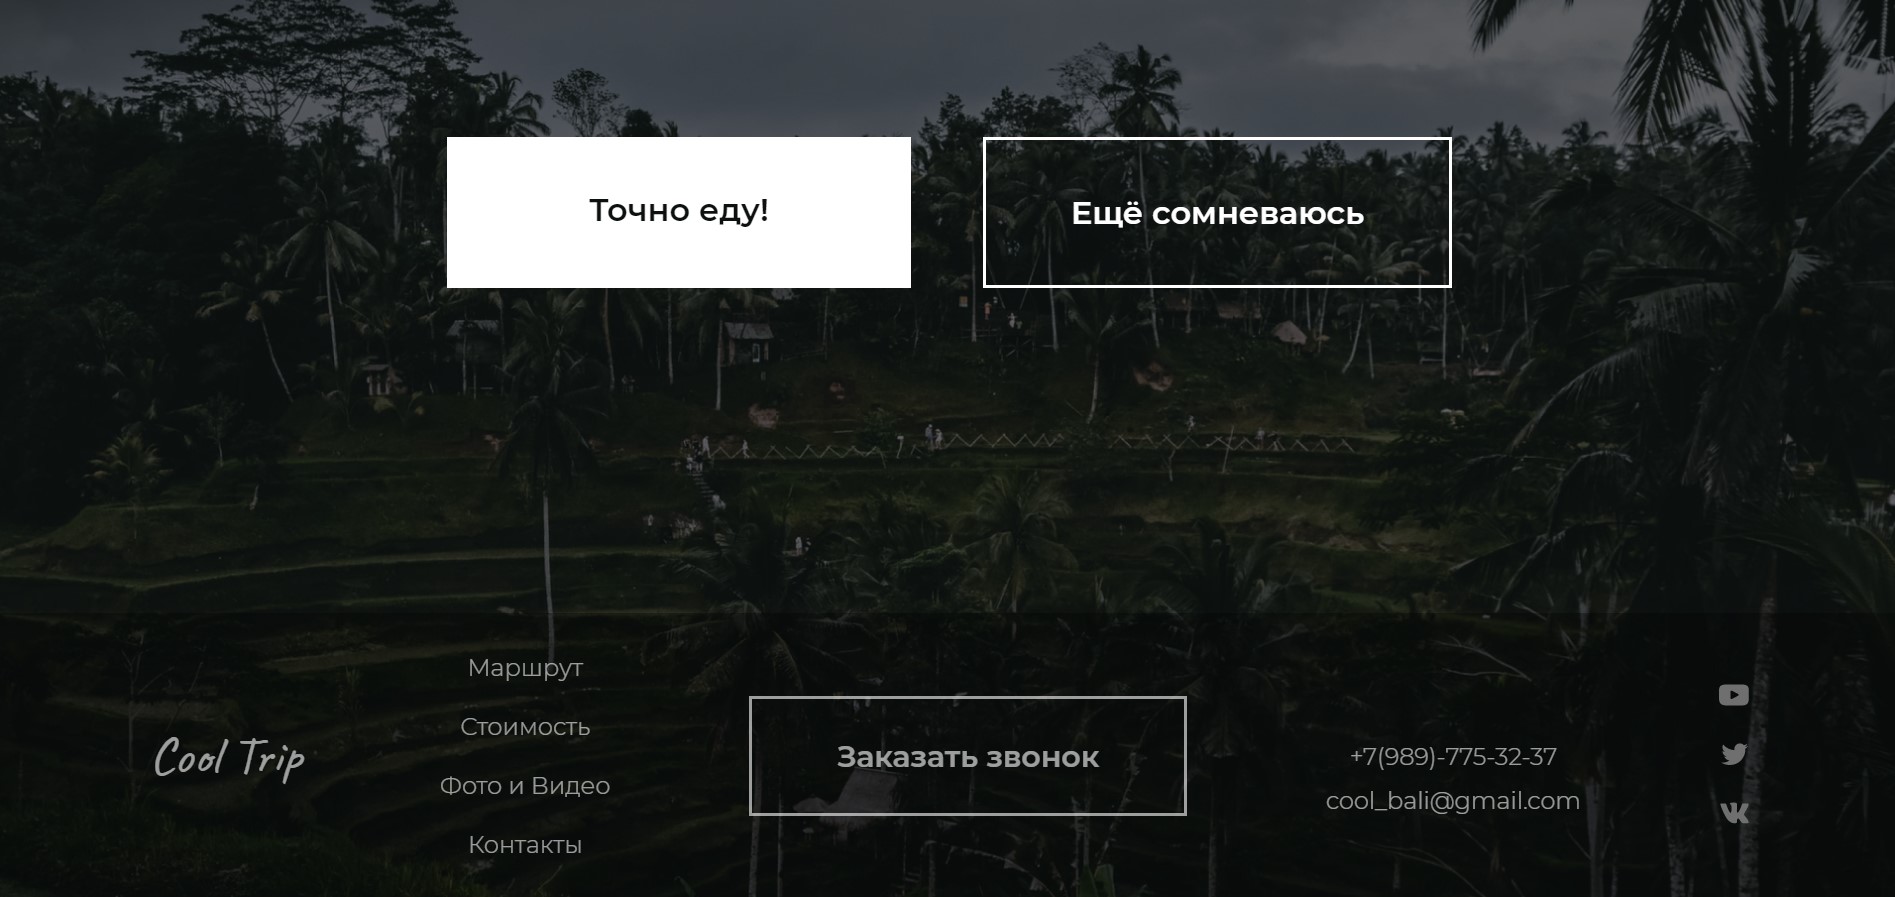 Точно еду!
Ещё сомневаюсь
Cool Trip
Маршрут
Стоимость
Фото и Видео
Контакты
Заказать звонок
+7(989)-775-32-37
cool_bali@gmail.com